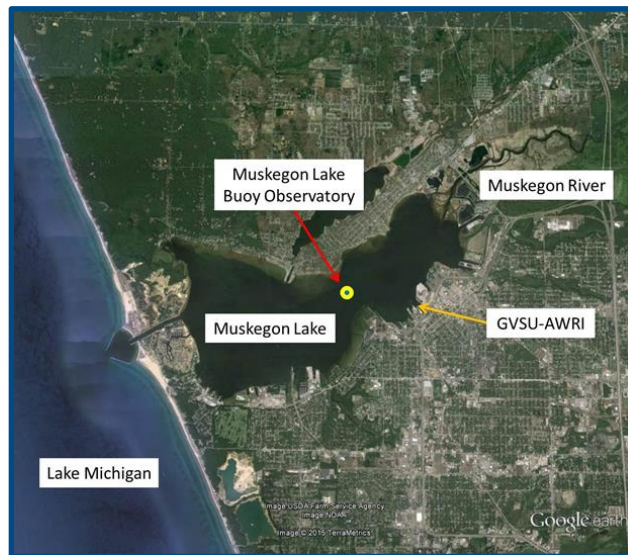 Muskegon Lake
Buoy Observatory
Muskegon River
Muskegon Lake
GVSU-AWRI
Lake Michigan
Image USDA Farm Service Agency
Image NOAA
Image © 2015 TerraMetrics
Google earth